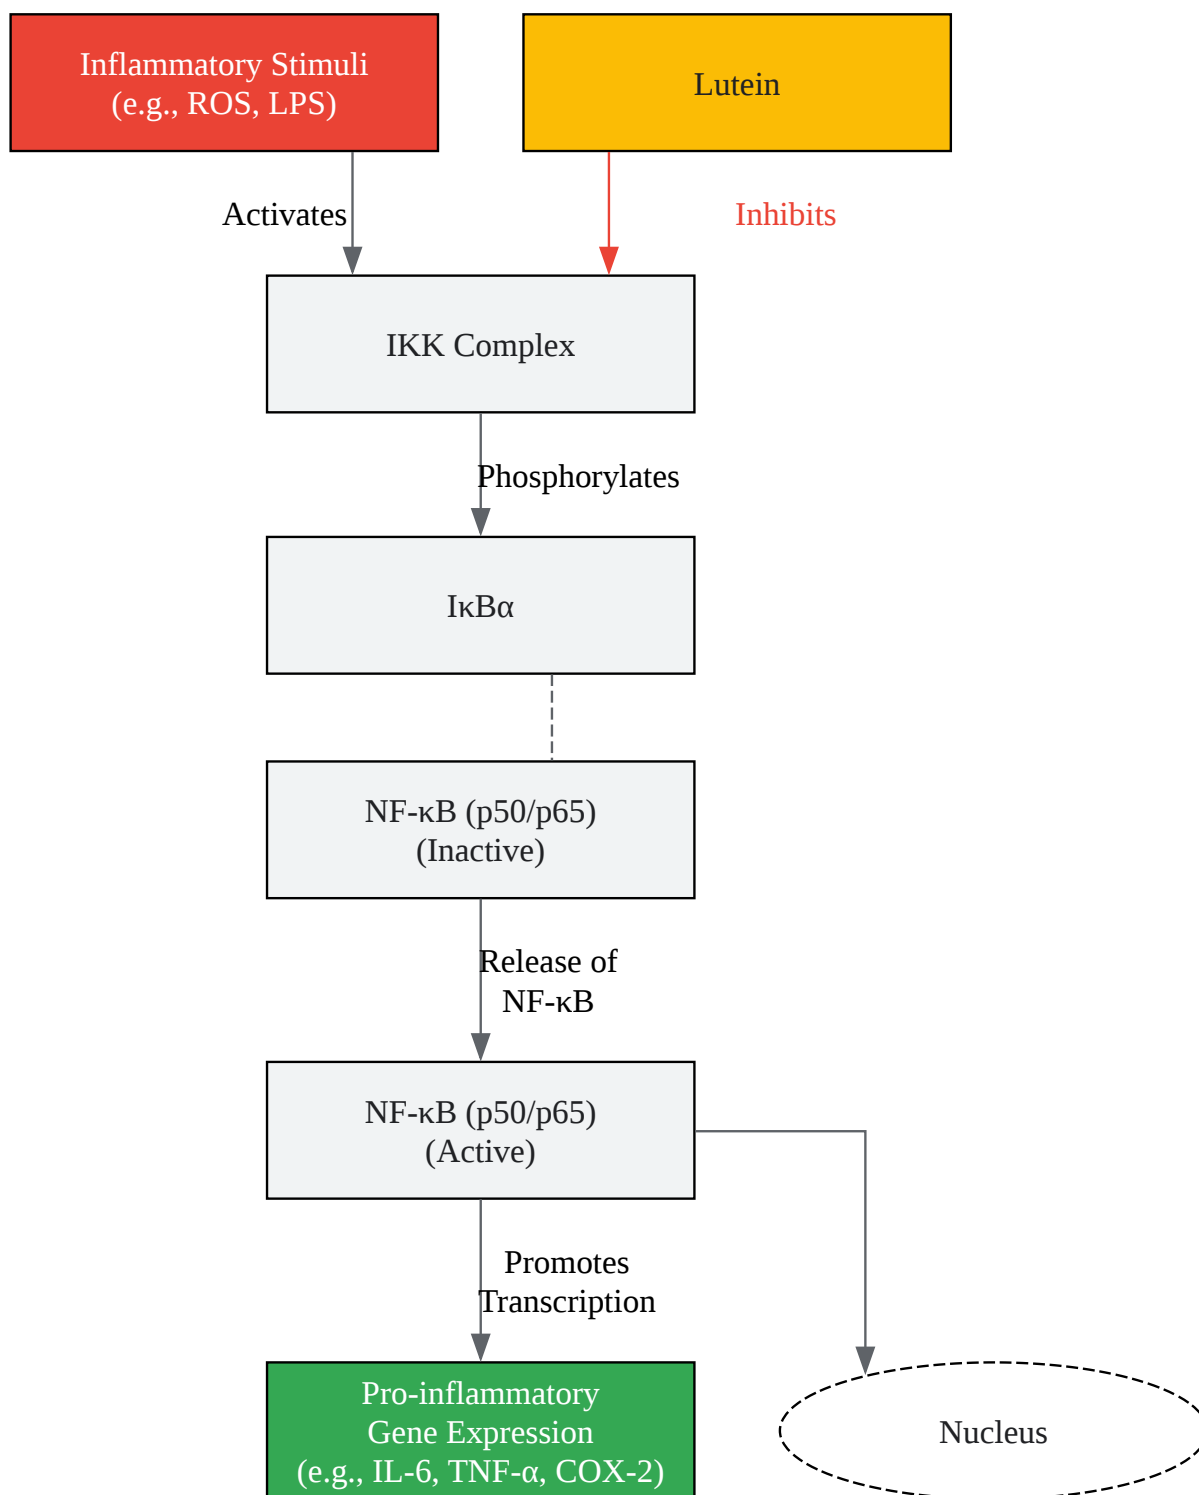 Inflammatory Stimuli
(e.g., ROS, LPS)
Lutein
Activates
Inhibits
IKK Complex
Phosphorylates
IκBα
NF-κB (p50/p65)
(Inactive)
Release of
NF-κB
NF-κB (p50/p65)
(Active)
Promotes
Transcription
Pro-inflammatory
Gene Expression
(e.g., IL-6, TNF-α, COX-2)
Nucleus